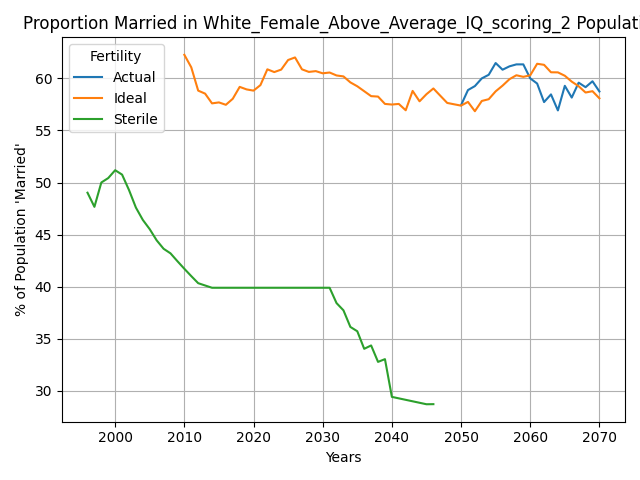 Proportion Married in White_Female_Above_Average_IQ_scoring_2 Populati
Fertility
Actual
Ideal
Sterile
% of Population 'Married'
60
55
50
45
40
35
30
2000
2010
2020
2030
2040
2050
2060
2070
Years